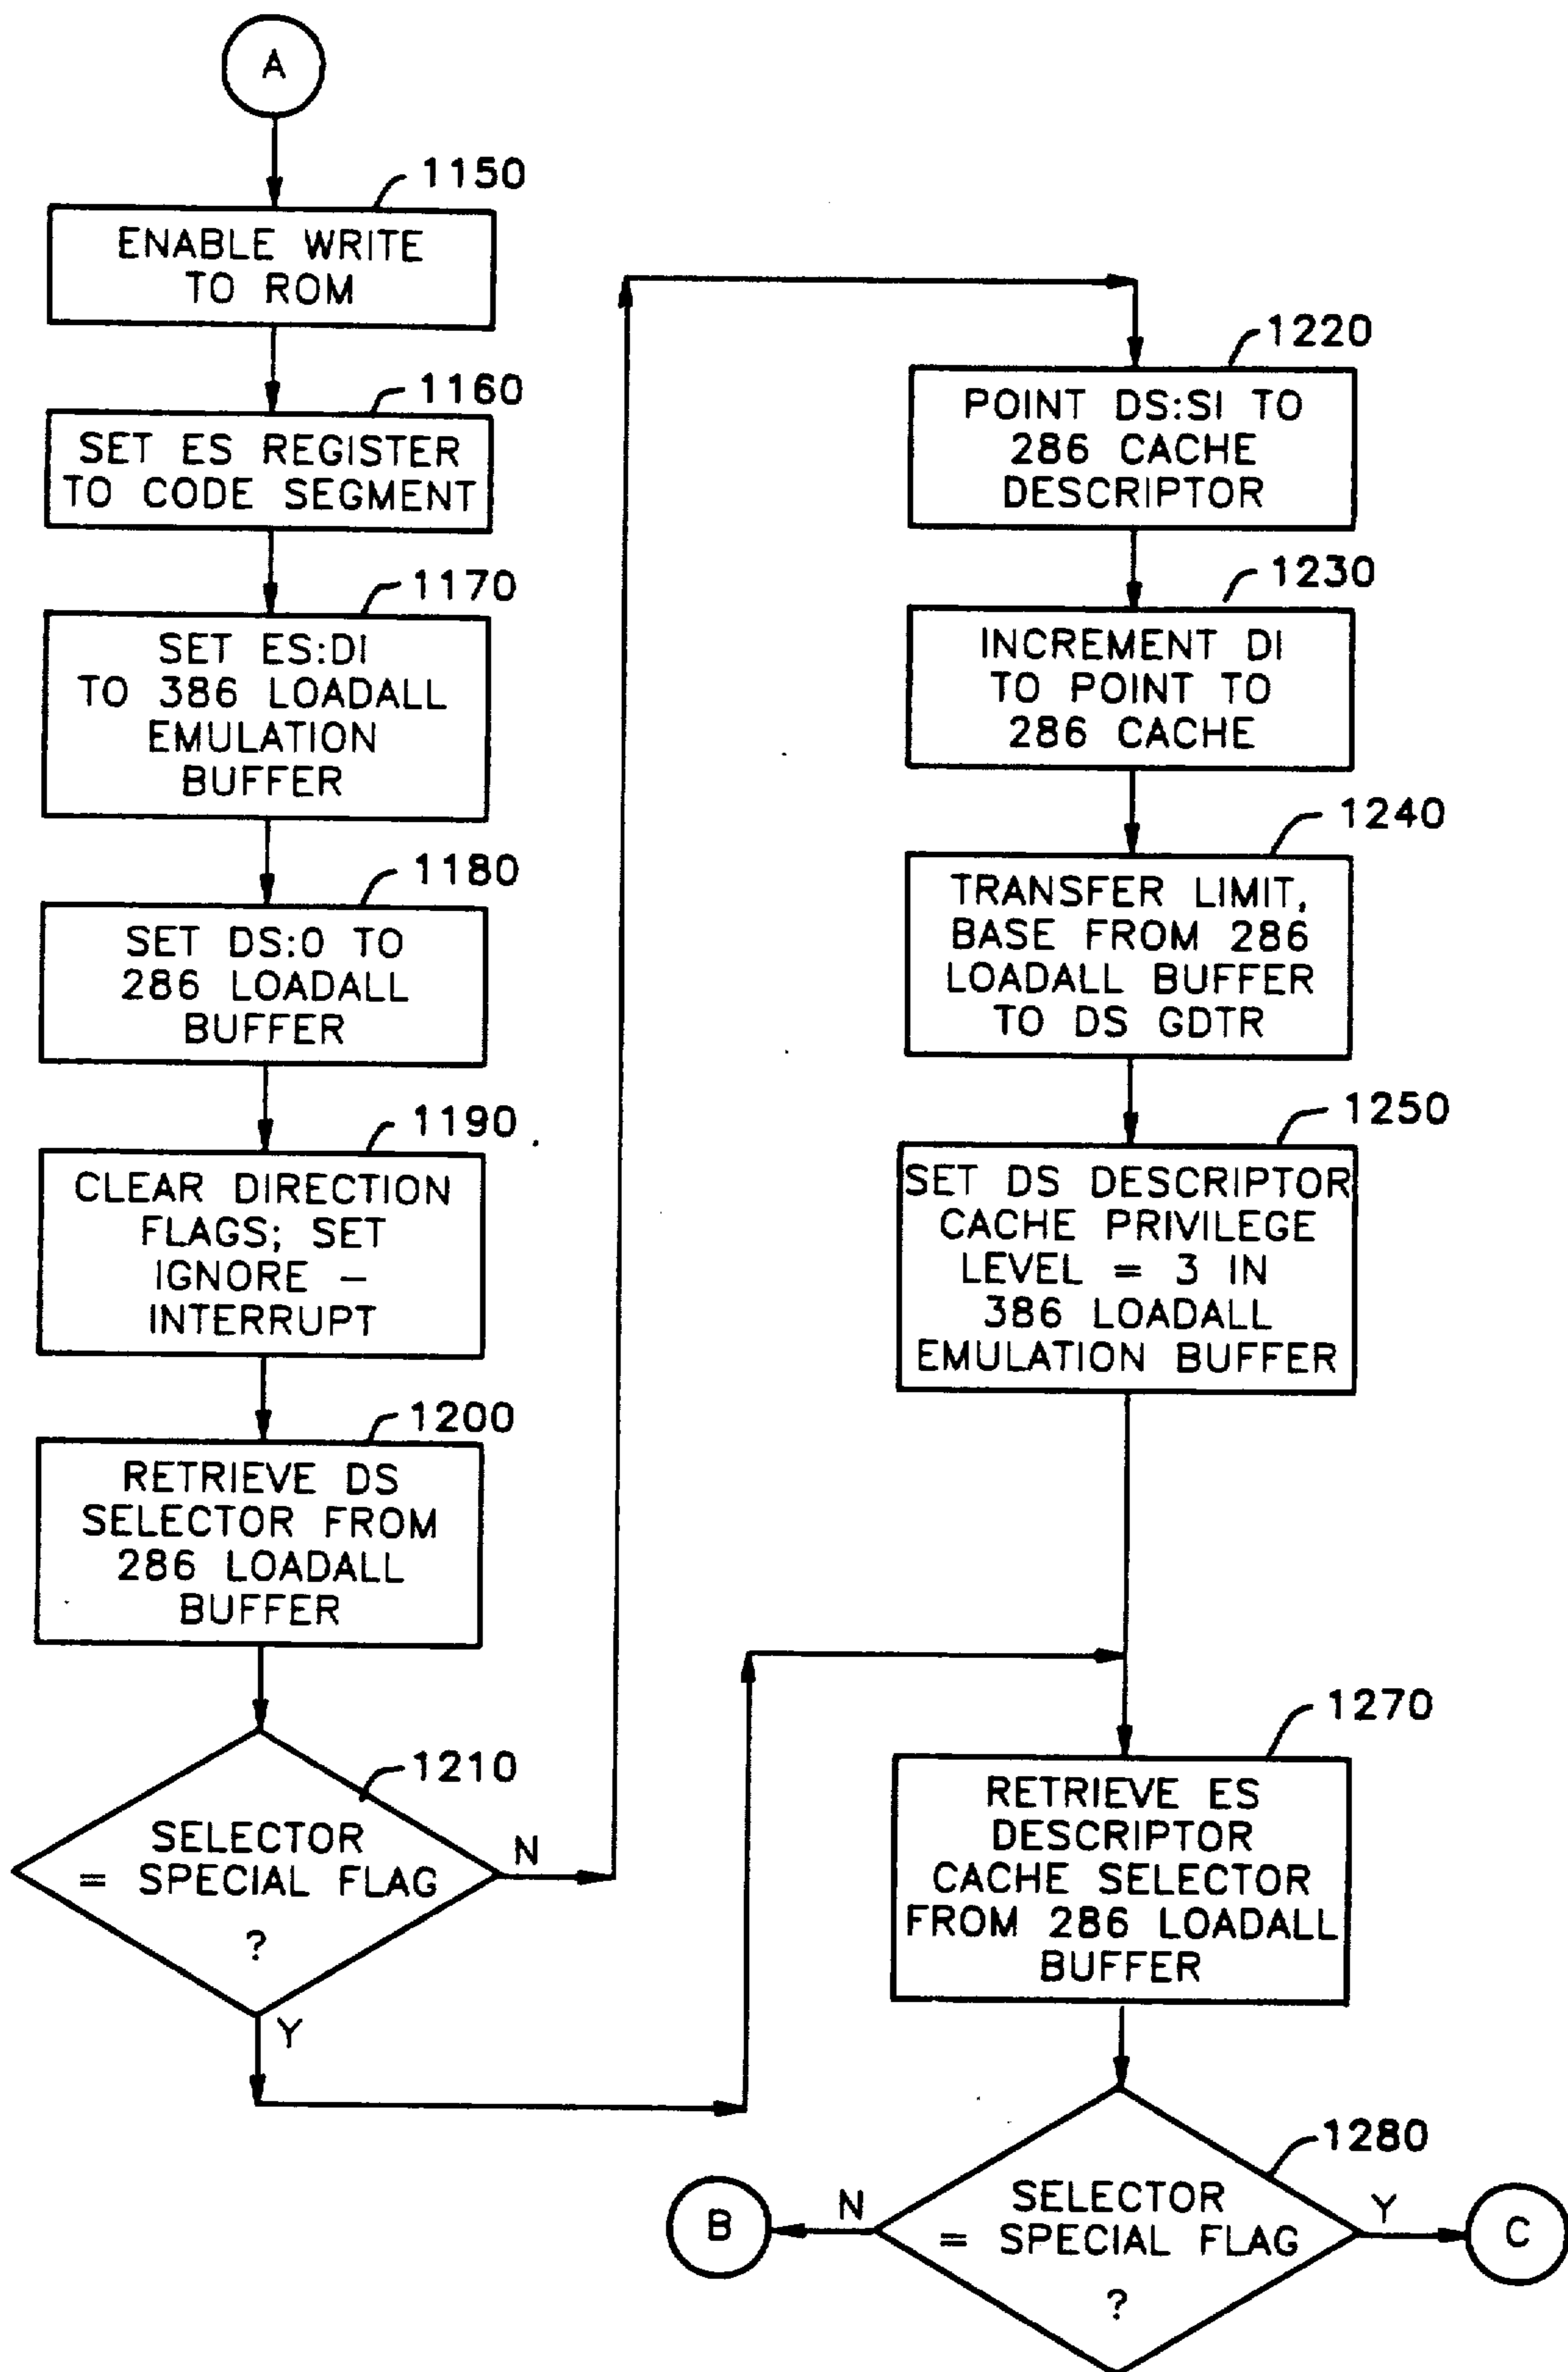 A
1150
ENABLE WRITE
TO ROM
1160
SET ES REGISTER
TO CODE SEGMENT
1170
SET ES:DI
TO 386 LOADALL
EMULATION
BUFFER
1180
SET DS:0 TO
286 LOADALL
BUFFER
1190
CLEAR DIRECTION
FLAGS; SET
IGNORE –
INTERRUPT
1200
RETRIEVE DS
SELECTOR FROM
286 LOADALL
BUFFER
1210
SELECTOR
= SPECIAL FLAG
?
N
Y
1220
POINT DS:SI TO
286 CACHE
DESCRIPTOR
1230
INCREMENT DI
TO POINT TO
286 CACHE
1240
TRANSFER LIMIT,
BASE FROM 286
LOADALL BUFFER
TO DS GDTR
1250
SET DS DESCRIPTOR
CACHE PRIVILEGE
LEVEL = 3 IN
386 LOADALL
EMULATION BUFFER
1270
RETRIEVE ES
DESCRIPTOR
CACHE SELECTOR
FROM 286 LOADALL
BUFFER
1280
SELECTOR
= SPECIAL FLAG
?
N
B
Y
C